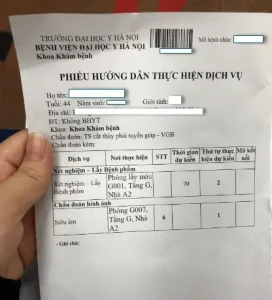 TRƯỜNG ĐẠI HỌC Y HÀ NỘI
BỆNH VIỆN ĐẠI HỌC Y HÀ NỘI
Khoa Khám bệnh
Mã bệnh nhân:
PHIẾU HƯỚNG DẪN THỰC HIỆN DỊCH VỤ
Họ tên:
Tuổi: 44 Năm sinh: Giới tính:
Địa chỉ:
ĐT: Không BHYT
Khoa: Khoa Khám bệnh
Chẩn đoán: TS cắt thùy phải tuyến giáp - VGB
Chẩn đoán kèm:
Dịch vụ Nơi thực hiện STT Thời gian dự kiến Thứ tự thực hiện dự kiến Mã kết nối
Xét nghiệm - Lấy Bệnh phẩm
Xét nghiệm - Lấy Bệnh phẩm Phòng lấy mẫu G001, Tầng G, Nhà A2 70 2
Chẩn đoán hình ảnh
Siêu âm Phòng G007, Tầng G, Nhà A2 6 1
- Ghi chú: